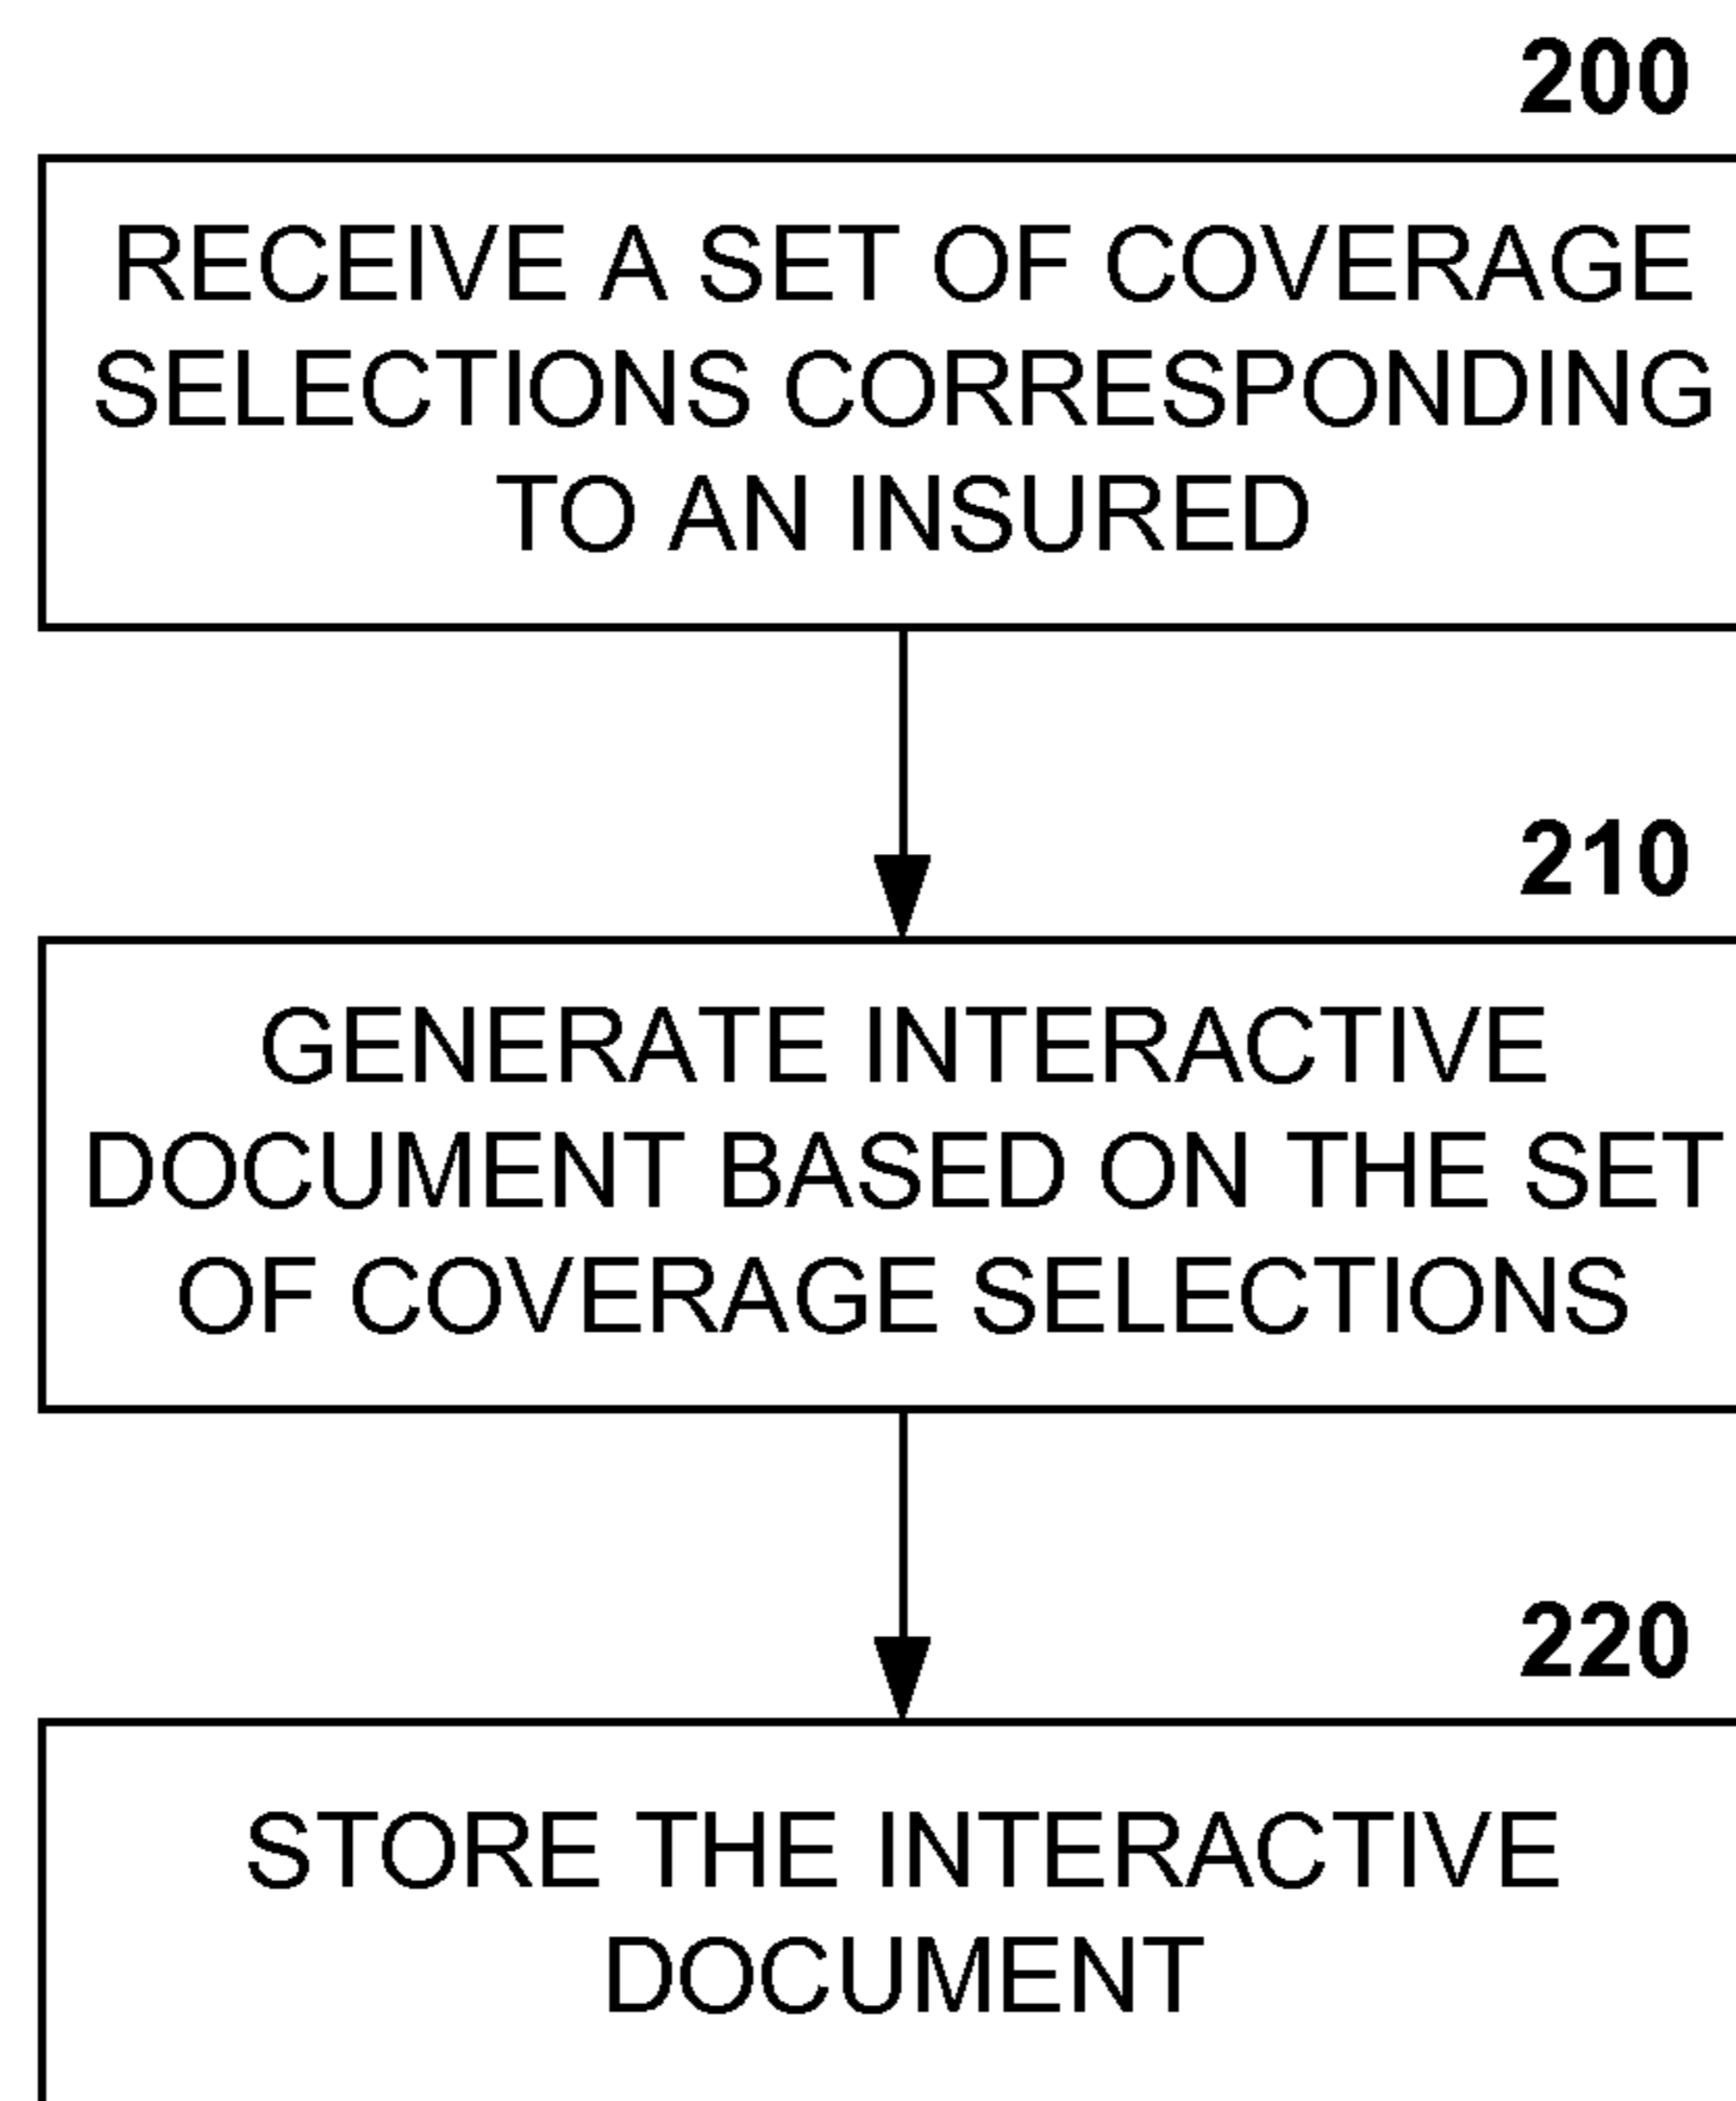 200
RECEIVE A SET OF COVERAGE
SELECTIONS CORRESPONDING
TO AN INSURED
210
GENERATE INTERACTIVE
DOCUMENT BASED ON THE SET
OF COVERAGE SELECTIONS
220
STORE THE INTERACTIVE
DOCUMENT